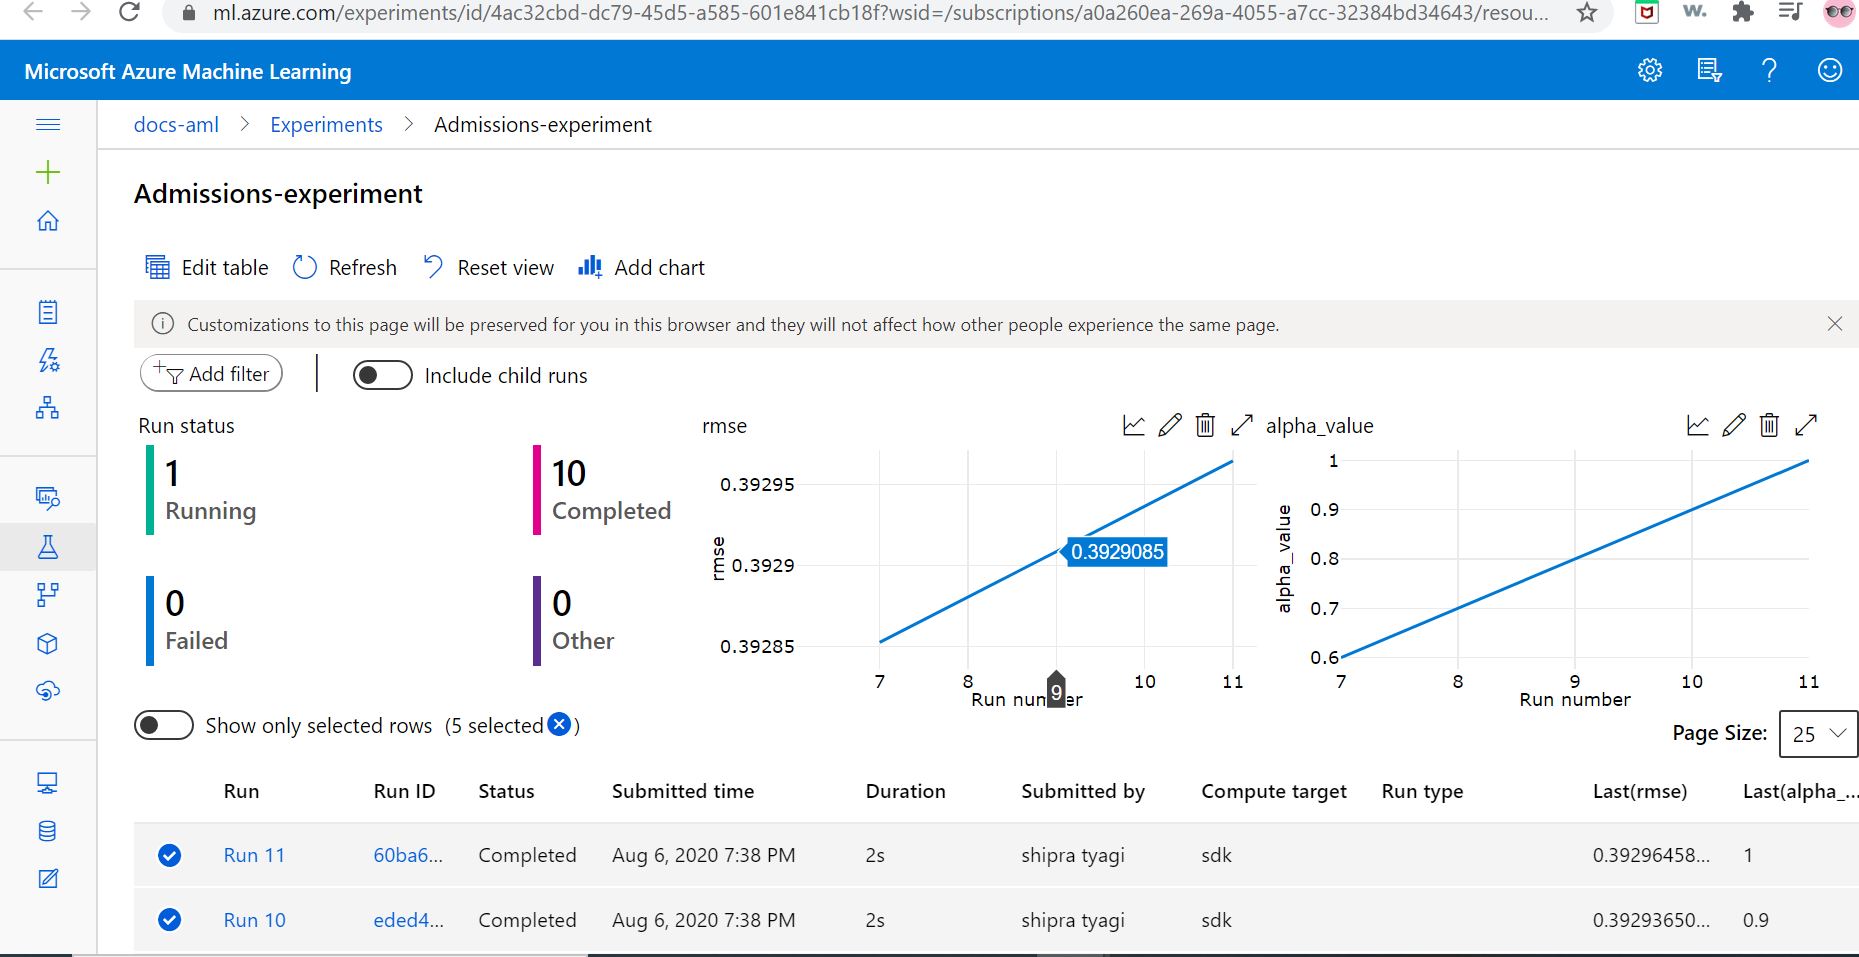 ml.azure.com/experiments/id/4ac32cbd-dc79-45d5-a585-601e841cb18f?wsid=/subscriptions/a0a260ea-269a-4055-a7cc-32384bd34643/resou...
w.
Microsoft Azure Machine Learning
docs-aml > Experiments > Admissions-experiment
Admissions-experiment
Edit table Refresh Reset view Add chart
Customizations to this page will be preserved for you in this browser and they will not affect how other people experience the same page.
Add filter Include child runs
Run status
1
Running
10
Completed
0
Failed
0
Other
rmse
0.39295
0.3929
0.39285
rmse
0.3929085
7 8 9 10 11
Run number
alpha_value
1
0.9
0.8
0.7
0.6
alpha_value
7 8 9 10 11
Run number
Show only selected rows (5 selected )
Page Size: 25
Run Run ID Status Submitted time Duration Submitted by Compute target Run type Last(rmse) Last(alpha_...
Run 11 60ba6... Completed Aug 6, 2020 7:38 PM 2s shipra tyagi sdk 0.39296458... 1
Run 10 eded4... Completed Aug 6, 2020 7:38 PM 2s shipra tyagi sdk 0.39293650... 0.9